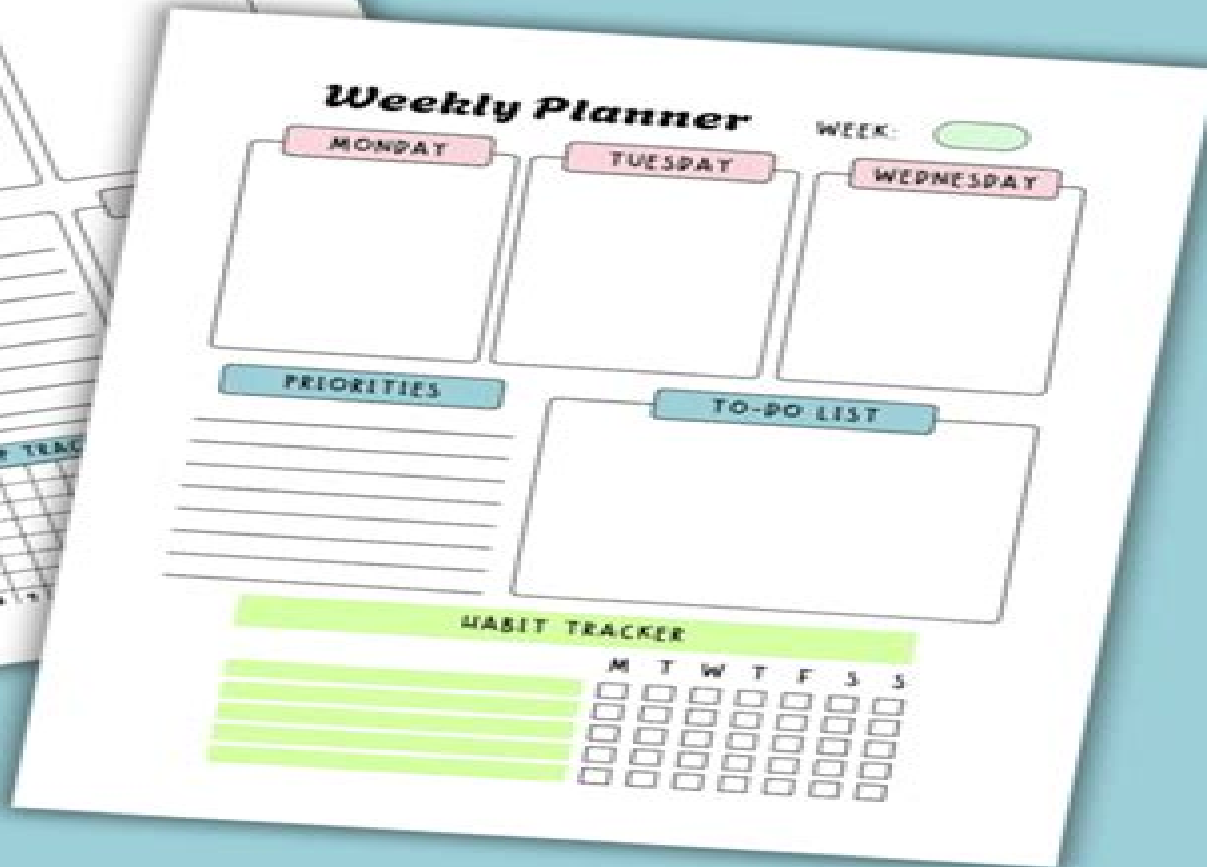 Weekly Planner
WEEK:
MONDAY
TUESDAY
WEDNESDAY
PRIORITIES
TO-DO LIST
HABIT TRACKER
M T W T F S S